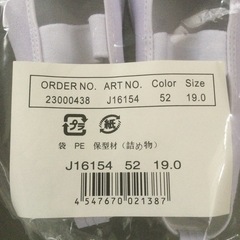 ORDER NO. ART NO. Color Size
23000438 J16154 52 19.0
プラ 紙
袋 PE 保型材（詰め物）
J16154 52 19.0
4 547670 021387